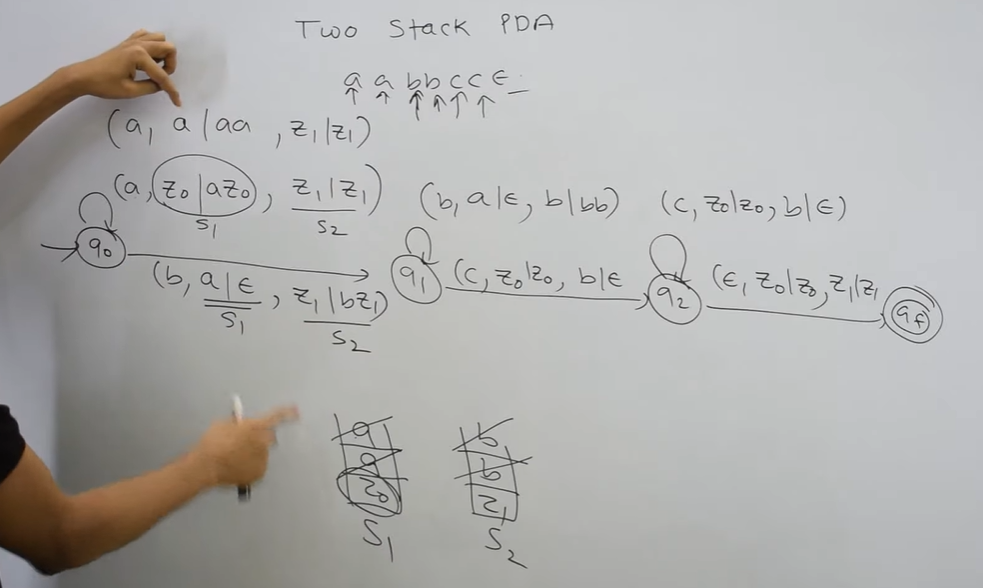 Two Stack PDA
a a b b c c ϵ
(a, a | aa , z1 | z1)
(a, z0 | az0 , z1 | z1)
S1 S2
(b, a | ϵ, b | bb)
(c, z0 | z0, b | ϵ)
q0
(b, a | ϵ , z1 | bz1)
S1 S2
q1
(c, z0 | z0, b | ϵ
q2
(ϵ, z0 | z0, z1 | z1
qf
a b
a b
z0 z1
S1 S2